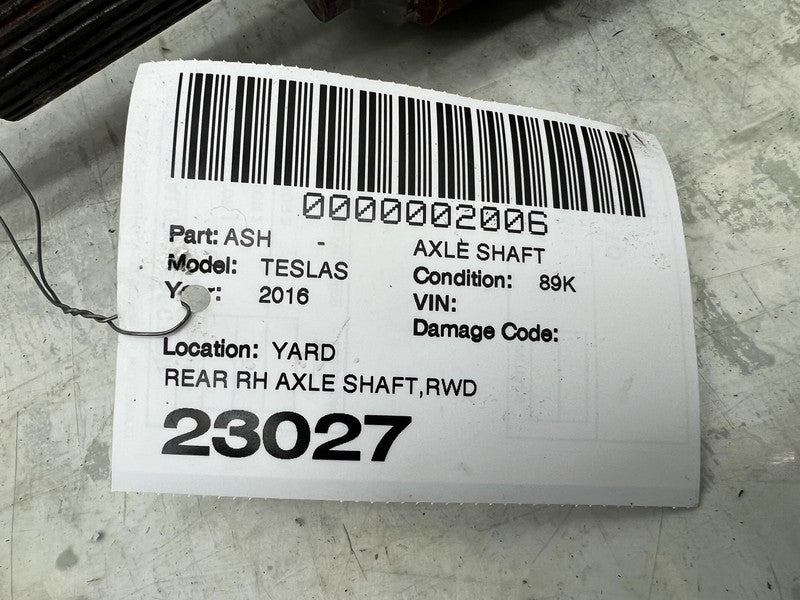 0000002006
Part: ASH - AXLE SHAFT
Model: TESLAS Condition: 89K
Year: 2016 VIN:
Damage Code:
Location: YARD
REAR RH AXLE SHAFT,RWD
23027